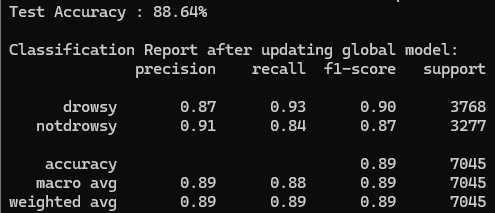 Test Accuracy : 88.64%
Classification Report after updating global model:
precision recall f1-score support
drowsy 0.87 0.93 0.90 3768
notdrowsy 0.91 0.84 0.87 3277
accuracy 0.89 7045
macro avg 0.89 0.88 0.89 7045
weighted avg 0.89 0.89 0.89 7045